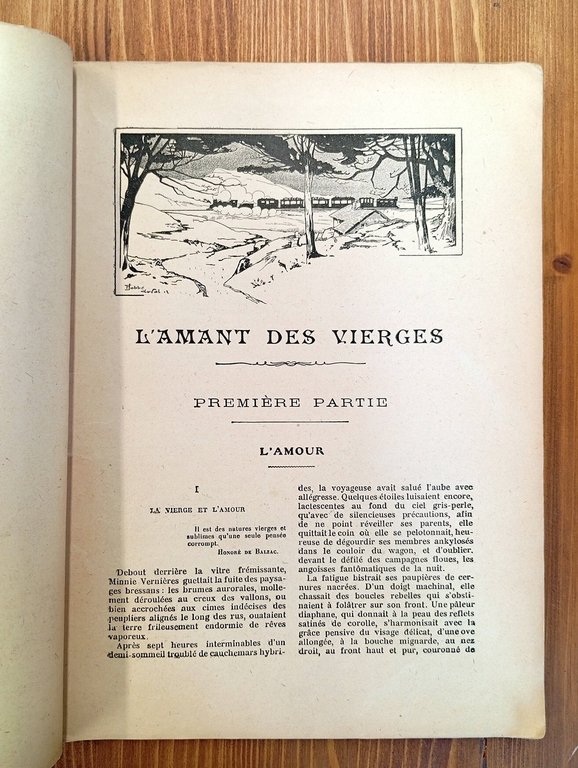 L'AMANT DES VIERGES
PREMIÈRE PARTIE
L'AMOUR
I
LA VIERGE ET L'AMOUR
Il est des natures vierges et
sublimes qu'une seule pensée
corrompt.
HONORÉ DE BALZAC.
Debout derrière la vitre frémissante,
Minnie Vernières guettait la fuite des paysa-
ges bressans : les brumes aurorales, molle-
ment déroulées au creux des vallons, ou
bien accrochées aux cimes indécises des
peupliers alignés le long des rus, ouataient
la terre frileusement endormie de rêves
vaporeux.
Après sept heures interminables d'un
demi-sommeil troublé de cauchemars hybri-
des, la voyageuse avait salué l'aube avec
allégresse. Quelques étoiles luisaient encore,
lactescentes au fond du ciel gris-perle,
qu'avec de silencieuses précautions, afin
de ne point réveiller ses parents, elle
quittait le coin où elle se pelotonnait, heu-
reuse de dégourdir ses membres ankylosés
dans le couloir du wagon, et d'oublier,
devant le défilé des campagnes floues, les
angoisses fantômatiques de la nuit.
La fatigue bistrait ses paupières de cer-
nures nacrées. D'un doigt machinal, elle
chassait des boucles rebelles qui s'obsti-
naient à folâtrer sur son front. Une pâleur
diaphane, qui donnait à la peau des reflets
satinés de corolle, s'harmonisait avec la
grâce pensive du visage délicat, d'une ove
allongée, à la bouche mignarde, au nez
droit, au front haut et pur, couronné de